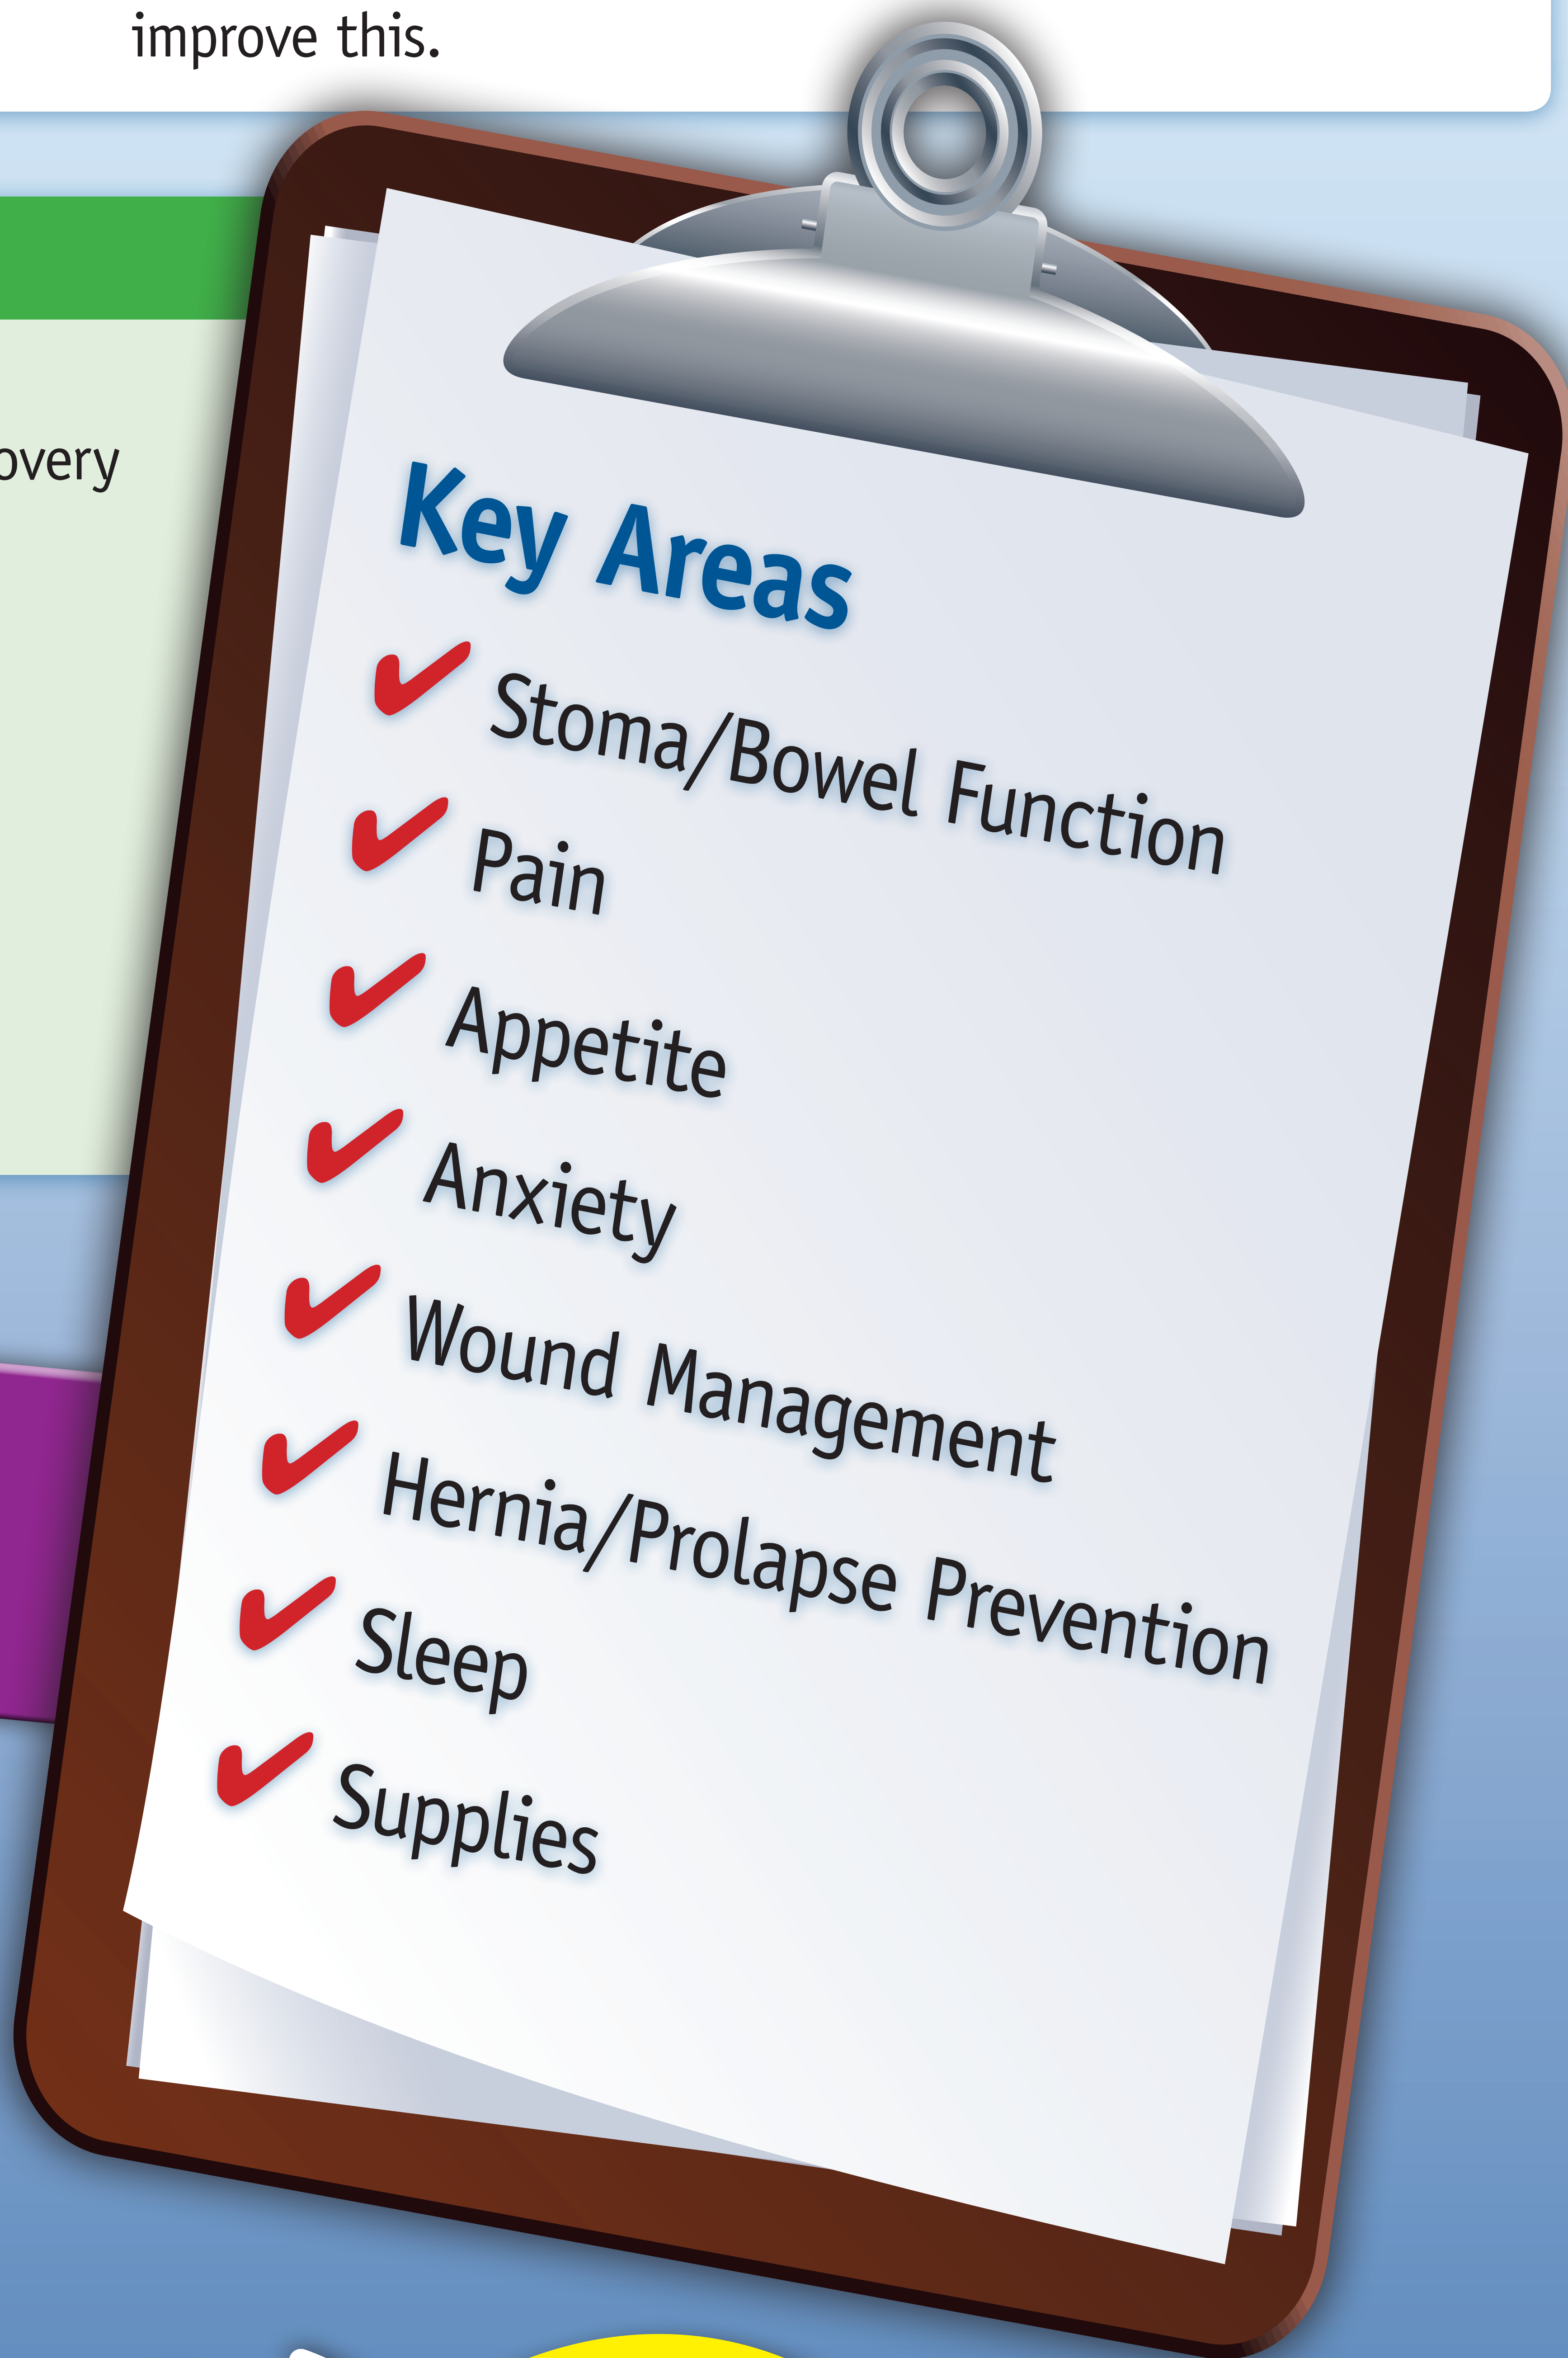 improve this.
overy
Key Areas
✔ Stoma/Bowel Function
✔ Pain
✔ Appetite
✔ Anxiety
✔ Wound Management
✔ Hernia/Prolapse Prevention
✔ Sleep
✔ Supplies